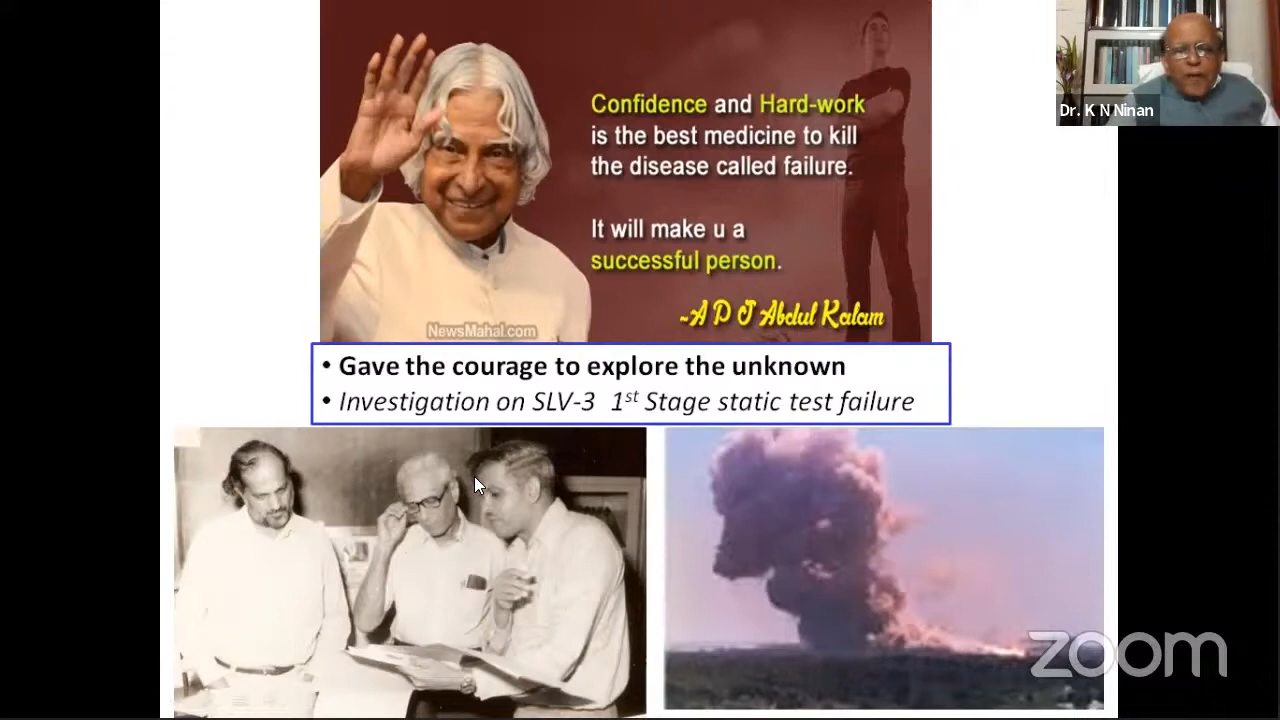 Confidence and Hard-work
is the best medicine to kill
the disease called failure.
It will make u a
successful person.
~A P J Abdul Kalam
NewsMahal.com
• Gave the courage to explore the unknown
• Investigation on SLV-3 1st Stage static test failure
Dr. K N Ninan
zoom